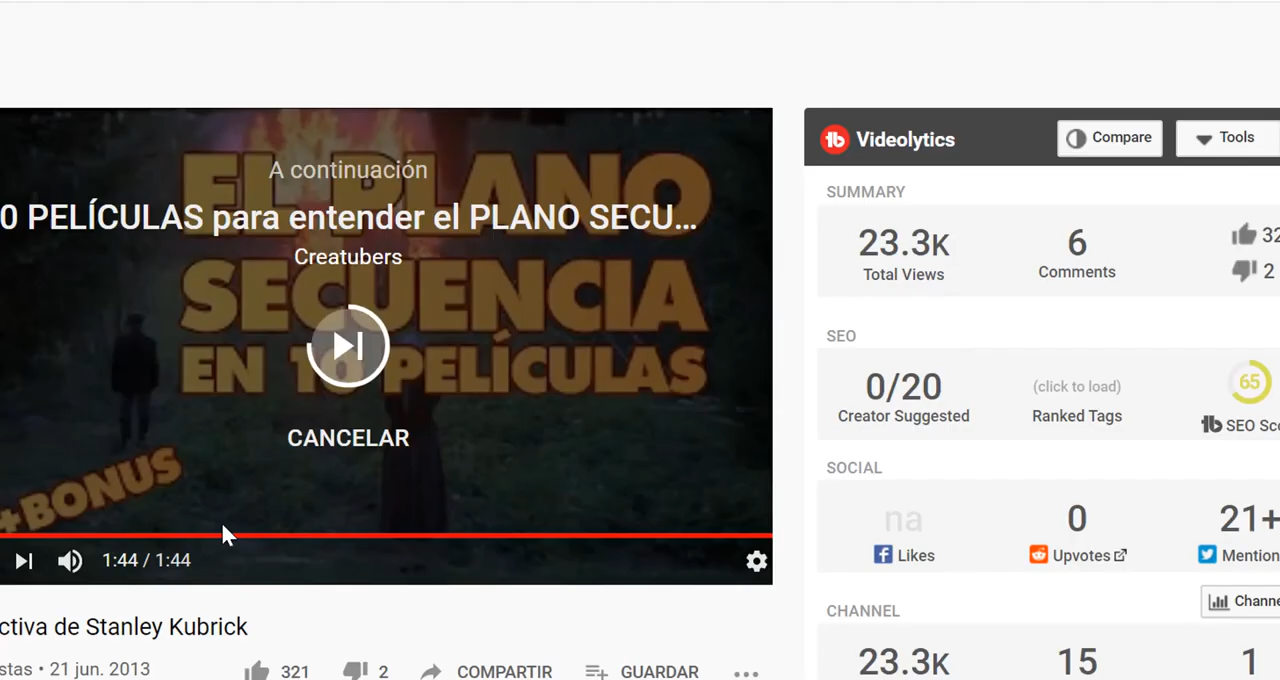 A continuación
0 PELÍCULAS para entender el PLANO SECU...
Creatubers
EL PLANO
SECUENCIA
EN 10 PELÍCULAS
CANCELAR
+BONUS
1:44 / 1:44
ctiva de Stanley Kubrick
stas • 21 jun. 2013
321
2
COMPARTIR
GUARDAR
tb Videolytics
Compare
Tools
SUMMARY
23.3K
Total Views
6
Comments
32
2
SEO
0/20
Creator Suggested
(click to load)
Ranked Tags
65
tb SEO Sco
SOCIAL
na
Likes
0
Upvotes
21+
Mention
CHANNEL
Channe
23.3K
15
1